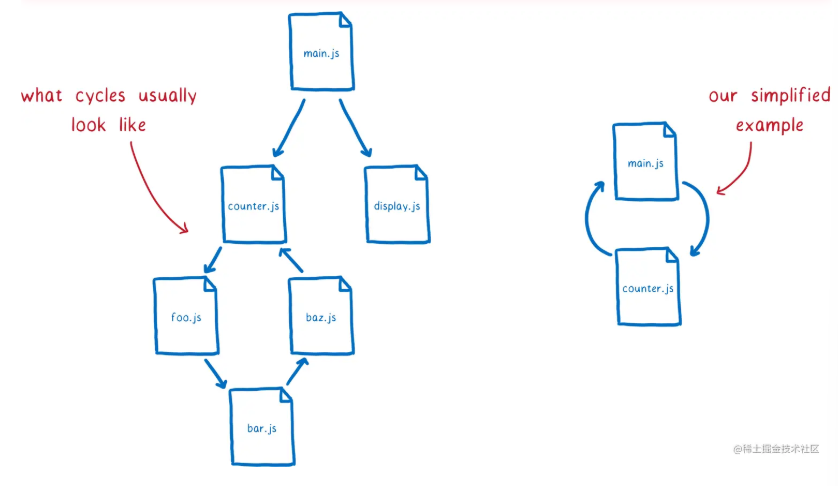 main.js
what cycles usually
look like
our simplified
example
main.js
counter.js
display.js
counter.js
foo.js
baz.js
bar.js
@稀土掘金技术社区